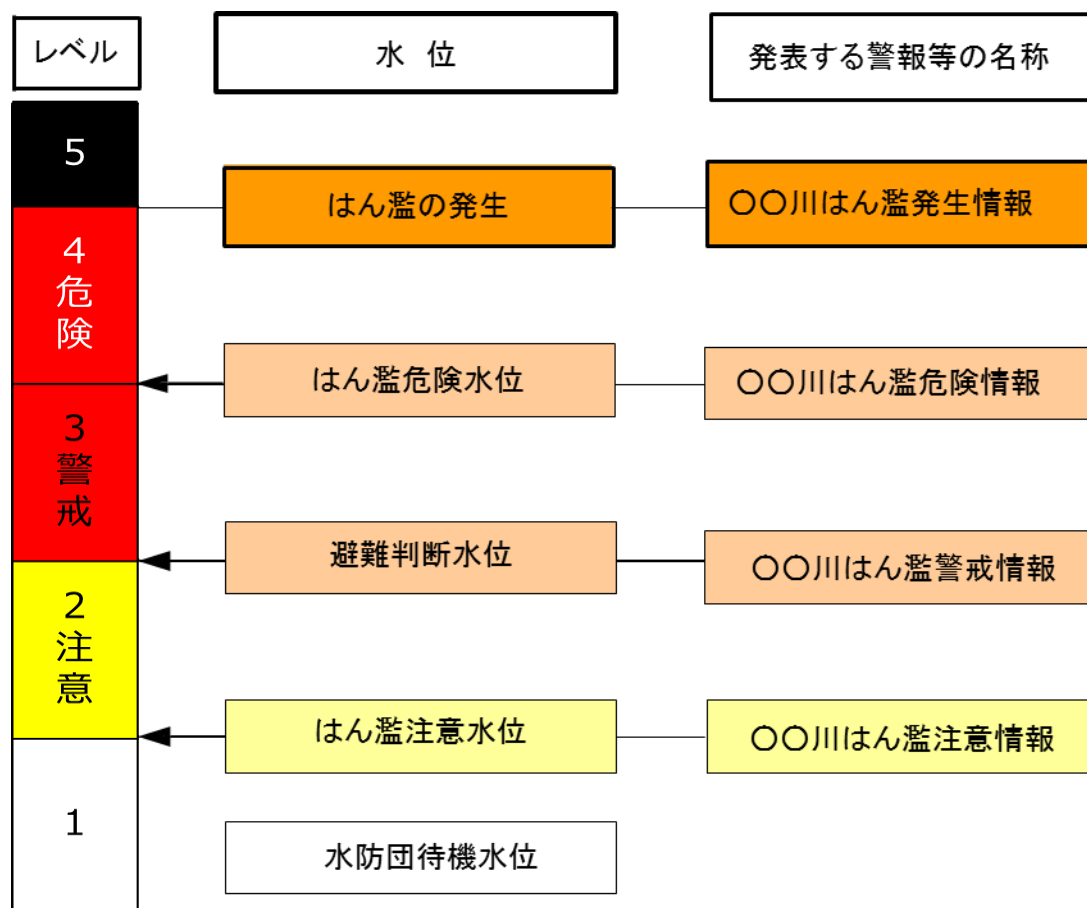 レベル
水 位
発表する警報等の名称
5
はん濫の発生
〇〇川はん濫発生情報
4
危
険
はん濫危険水位
〇〇川はん濫危険情報
3
警
戒
避難判断水位
〇〇川はん濫警戒情報
2
注
意
はん濫注意水位
〇〇川はん濫注意情報
1
水防団待機水位